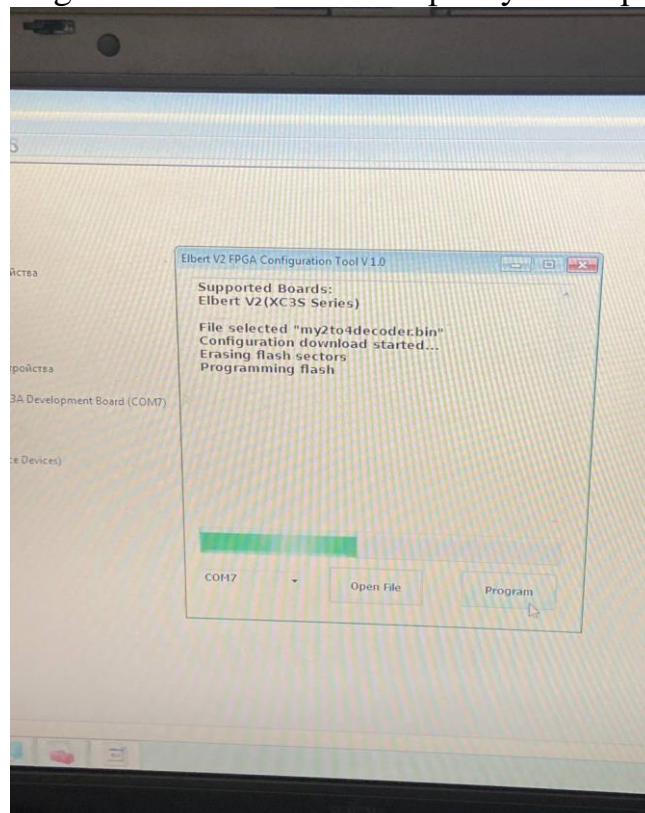 3
йства
ройства
3A Development Board (COM7)
e Devices)
Elbert V2 FPGA Configuration Tool V 1.0
Supported Boards:
Elbert V2(XC3S Series)
File selected "my2to4decoder.bin"
Configuration download started...
Erasing flash sectors
Programming flash
COM7
Open File
Program